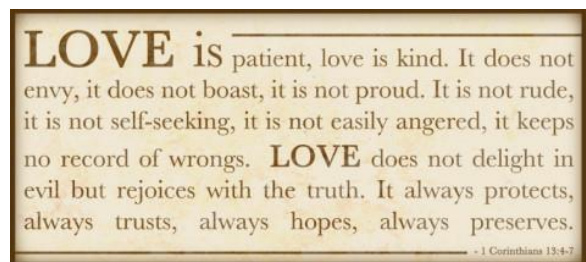 LOVE is patient, love is kind. It does not
envy, it does not boast, it is not proud. It is not rude,
it is not self-seeking, it is not easily angered, it keeps
no record of wrongs. LOVE does not delight in
evil but rejoices with the truth. It always protects,
always trusts, always hopes, always preserves.
- 1 Corinthians 13:4-7